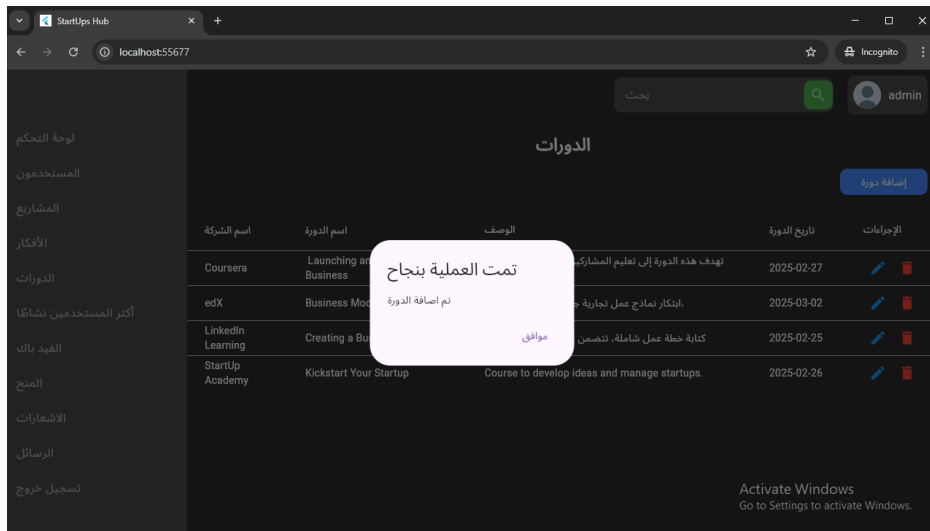 StartUps Hub
localhost:55677
Incognito
بحث
admin
لوحة التحكم
المستخدمون
المشاريع
الأفكار
الدورات
أكثر المستخدمين نشاطًا
الفيد باك
المنح
الاشعارات
الرسائل
تسجيل خروج
الدورات
إضافة دورة
اسم الشركة
اسم الدورة
الوصف
تاريخ الدورة
الإجراءات
Coursera
Launching an
Business
تهدف هذه الدورة إلى تعليم
2025-02-27
edX
Business Mod
ابتكار نماذج عمل تجارية
2025-03-02
LinkedIn
Learning
Creating a Bu
كتابة خطة عمل شاملة، تتضمن
2025-02-25
StartUp
Academy
Kickstart Your Startup
Course to develop ideas and manage startups.
2025-02-26
تمت العملية بنجاح
تم اضافة الدورة
موافق
Activate Windows
Go to Settings to activate Windows.